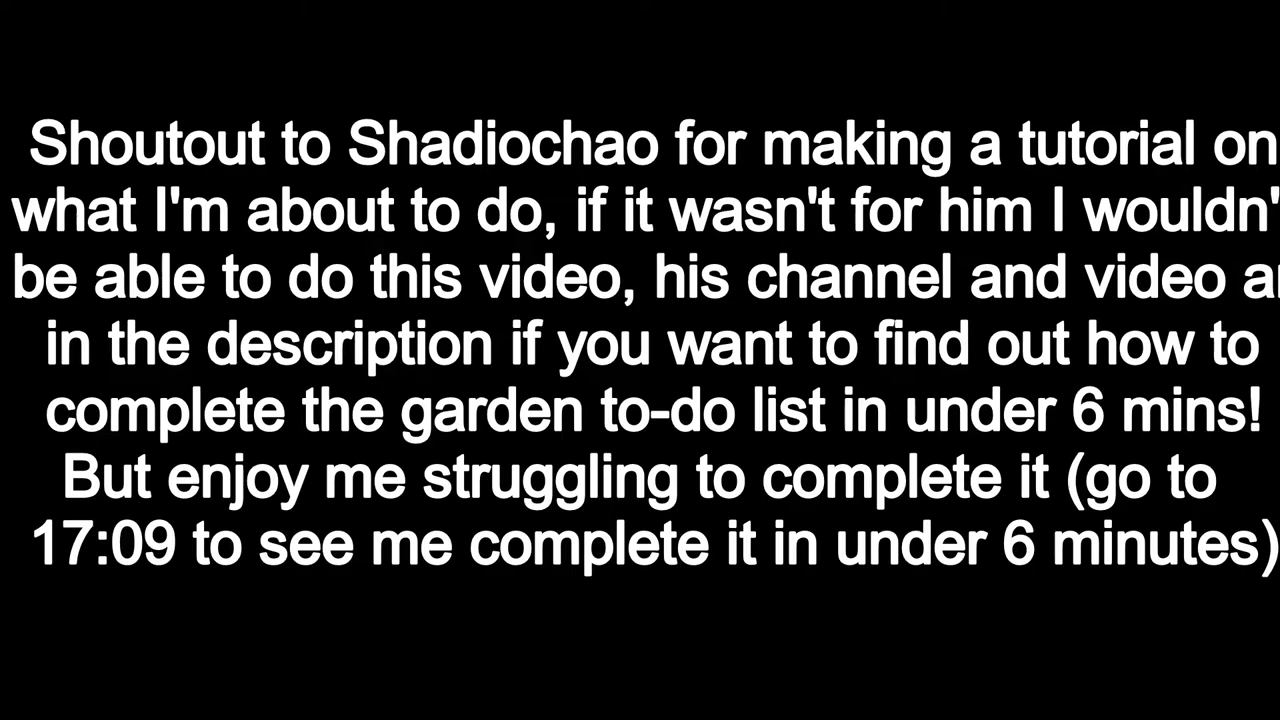 Shoutout to Shadiochao for making a tutorial on
what I'm about to do, if it wasn't for him I wouldn'
be able to do this video, his channel and video
in the description if you want to find out how to
complete the garden to-do list in under 6 mins!
But enjoy me struggling to complete it (go to
17:09 to see me complete it in under 6 minutes)